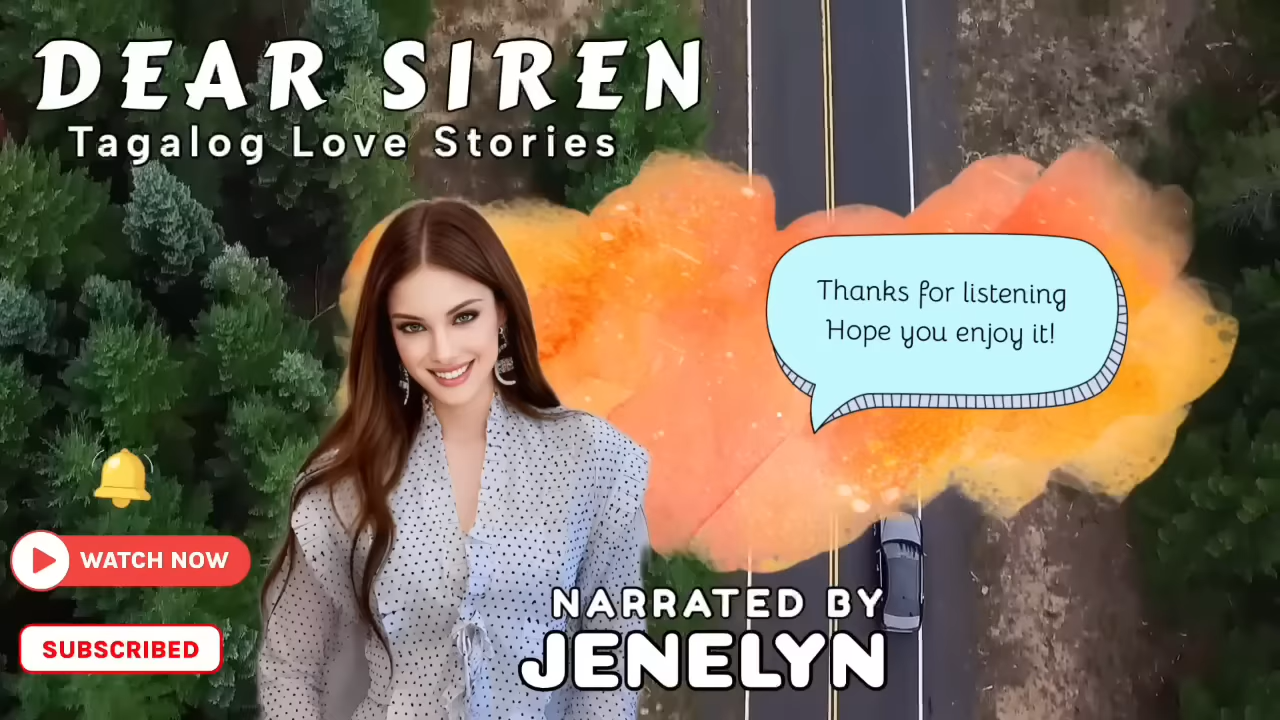 DEAR SIREN
Tagalog Love Stories
Thanks for listening
Hope you enjoy it!
WATCH NOW
SUBSCRIBED
NARRATED BY
JENELYN